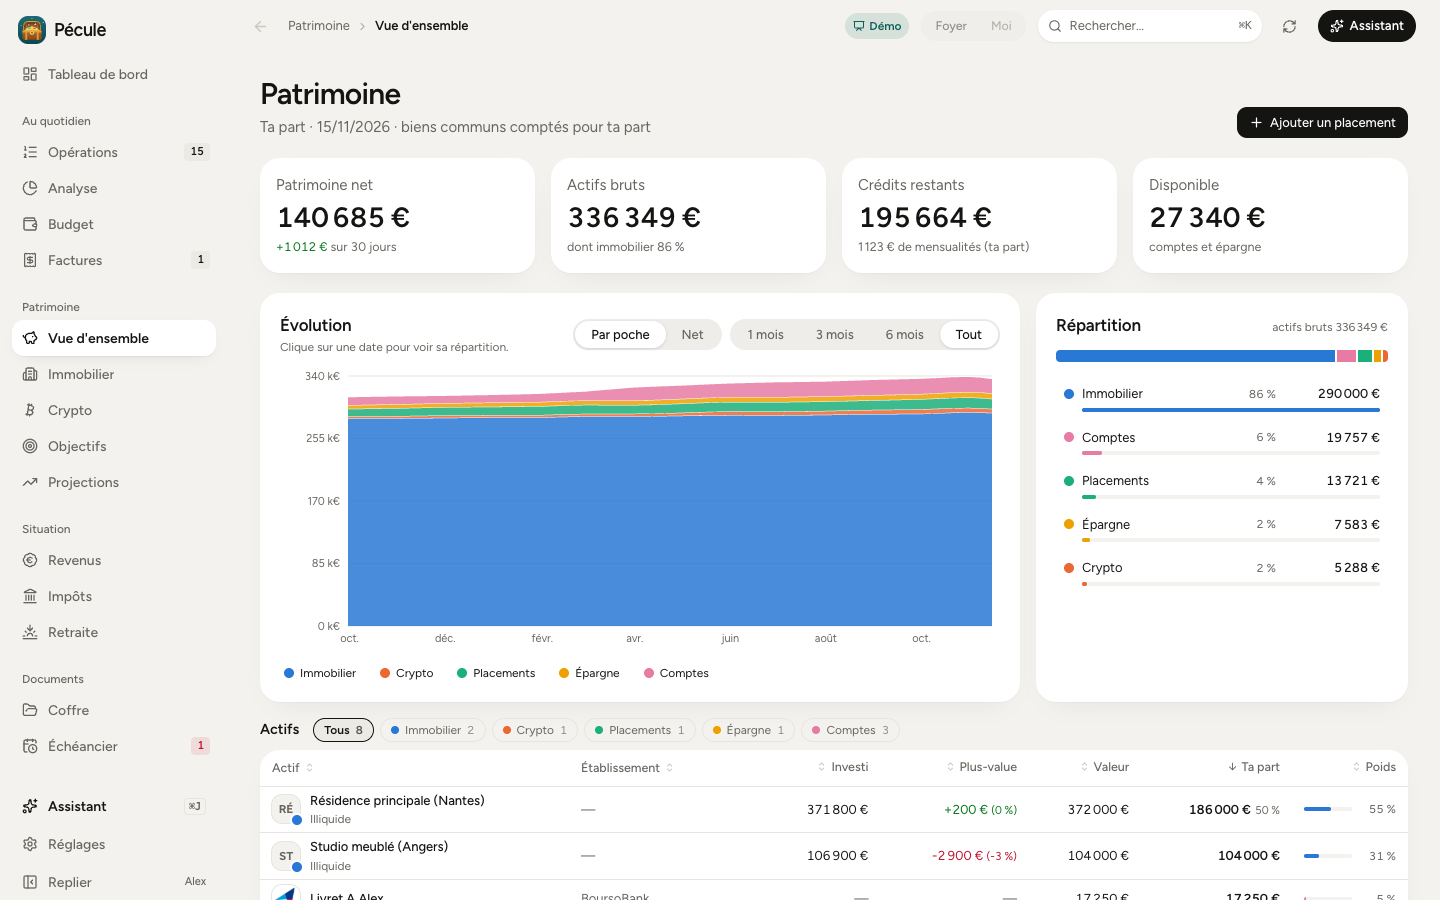 Pécule
Tableau de bord
Au quotidien
Opérations 15
Analyse
Budget
Factures 1
Patrimoine
Vue d'ensemble
Immobilier
Crypto
Objectifs
Projections
Situation
Revenus
Impôts
Retraite
Documents
Coffre
Échéancier 1
Assistant ⌘J
Réglages
Replier Alex
Patrimoine > Vue d'ensemble
Démo
Foyer Moi
Rechercher... ⌘K
Assistant
Patrimoine
Ta part · 15/11/2026 · biens communs comptés pour ta part
Ajouter un placement
Patrimoine net
140 685 €
+1 012 € sur 30 jours
Actifs bruts
336 349 €
dont immobilier 86 %
Crédits restants
195 664 €
1 123 € de mensualités (ta part)
Disponible
27 340 €
comptes et épargne
Évolution
Clique sur une date pour voir sa répartition.
Par poche Net
1 mois 3 mois 6 mois Tout
340 k€
255 k€
170 k€
85 k€
0 k€
oct. déc. févr. avr. juin août oct.
Immobilier Crypto Placements Épargne Comptes
Répartition actifs bruts 336 349 €
Immobilier 86 % 290 000 €
Comptes 6 % 19 757 €
Placements 4 % 13 721 €
Épargne 2 % 7 583 €
Crypto 2 % 5 288 €
Actifs Tous 8 Immobilier 2 Crypto 1 Placements 1 Épargne 1 Comptes 3
Actif Établissement Investi Plus-value Valeur Ta part Poids
RÉ Résidence principale (Nantes) — 371 800 € +200 € (0 %) 372 000 € 186 000 € 50 % 55 %
Illiquide
ST Studio meublé (Angers) — 106 900 € -2 900 € (-3 %) 104 000 € 104 000 € 31 %
Illiquide
Livret A Alex BoursoBank — — 17 250 € 17 250 € 5 %